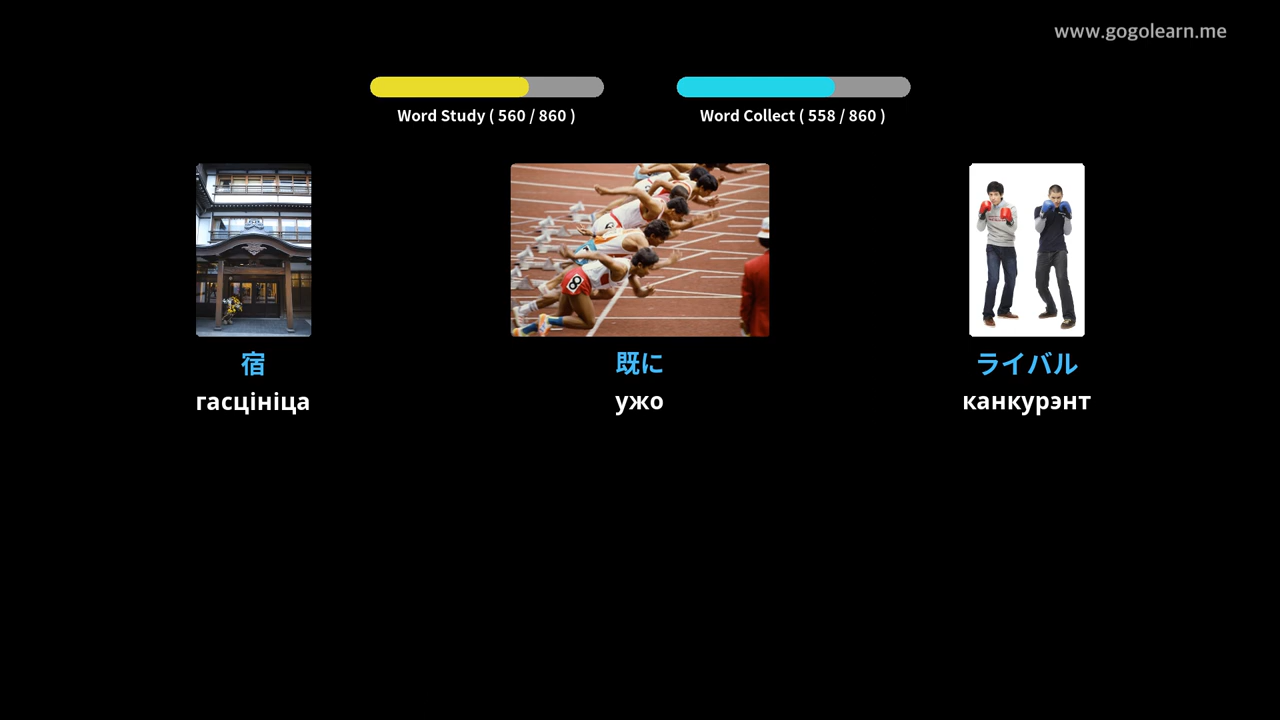 www.gogolearn.me
Word Study ( 560 / 860 )
Word Collect ( 558 / 860 )
宿
гасцініца
既に
ужо
ライバル
канкурэнт